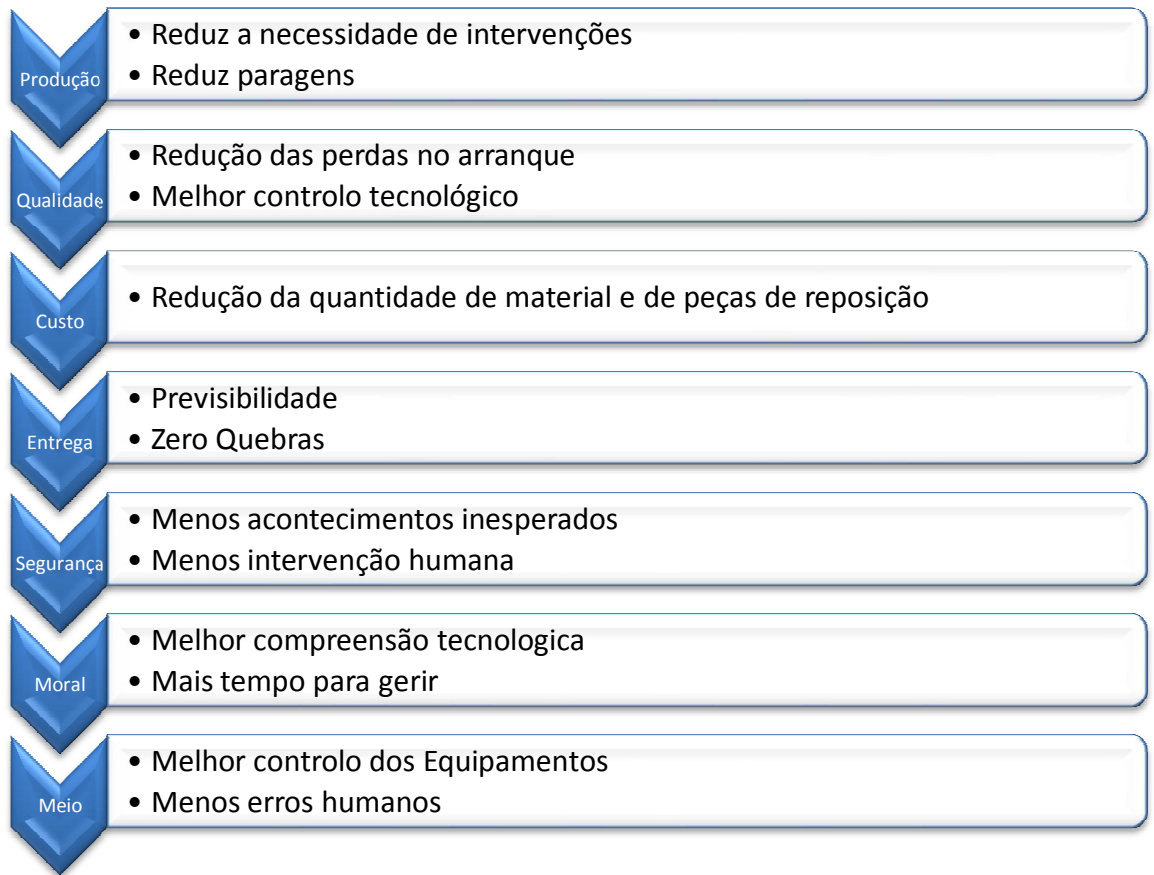 Produção
• Reduz a necessidade de intervenções
• Reduz paragens
Qualidade
• Redução das perdas no arranque
• Melhor controlo tecnológico
Custo
• Redução da quantidade de material e de peças de reposição
Entrega
• Previsibilidade
• Zero Quebras
Segurança
• Menos acontecimentos inesperados
• Menos intervenção humana
Moral
• Melhor compreensão tecnologica
• Mais tempo para gerir
Meio
• Melhor controlo dos Equipamentos
• Menos erros humanos